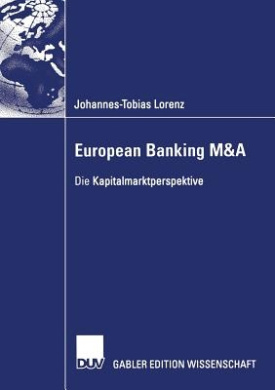 Johannes-Tobias Lorenz
European Banking M&A
Die Kapitalmarktperspektive
DUV
GABLER EDITION WISSENSCHAFT